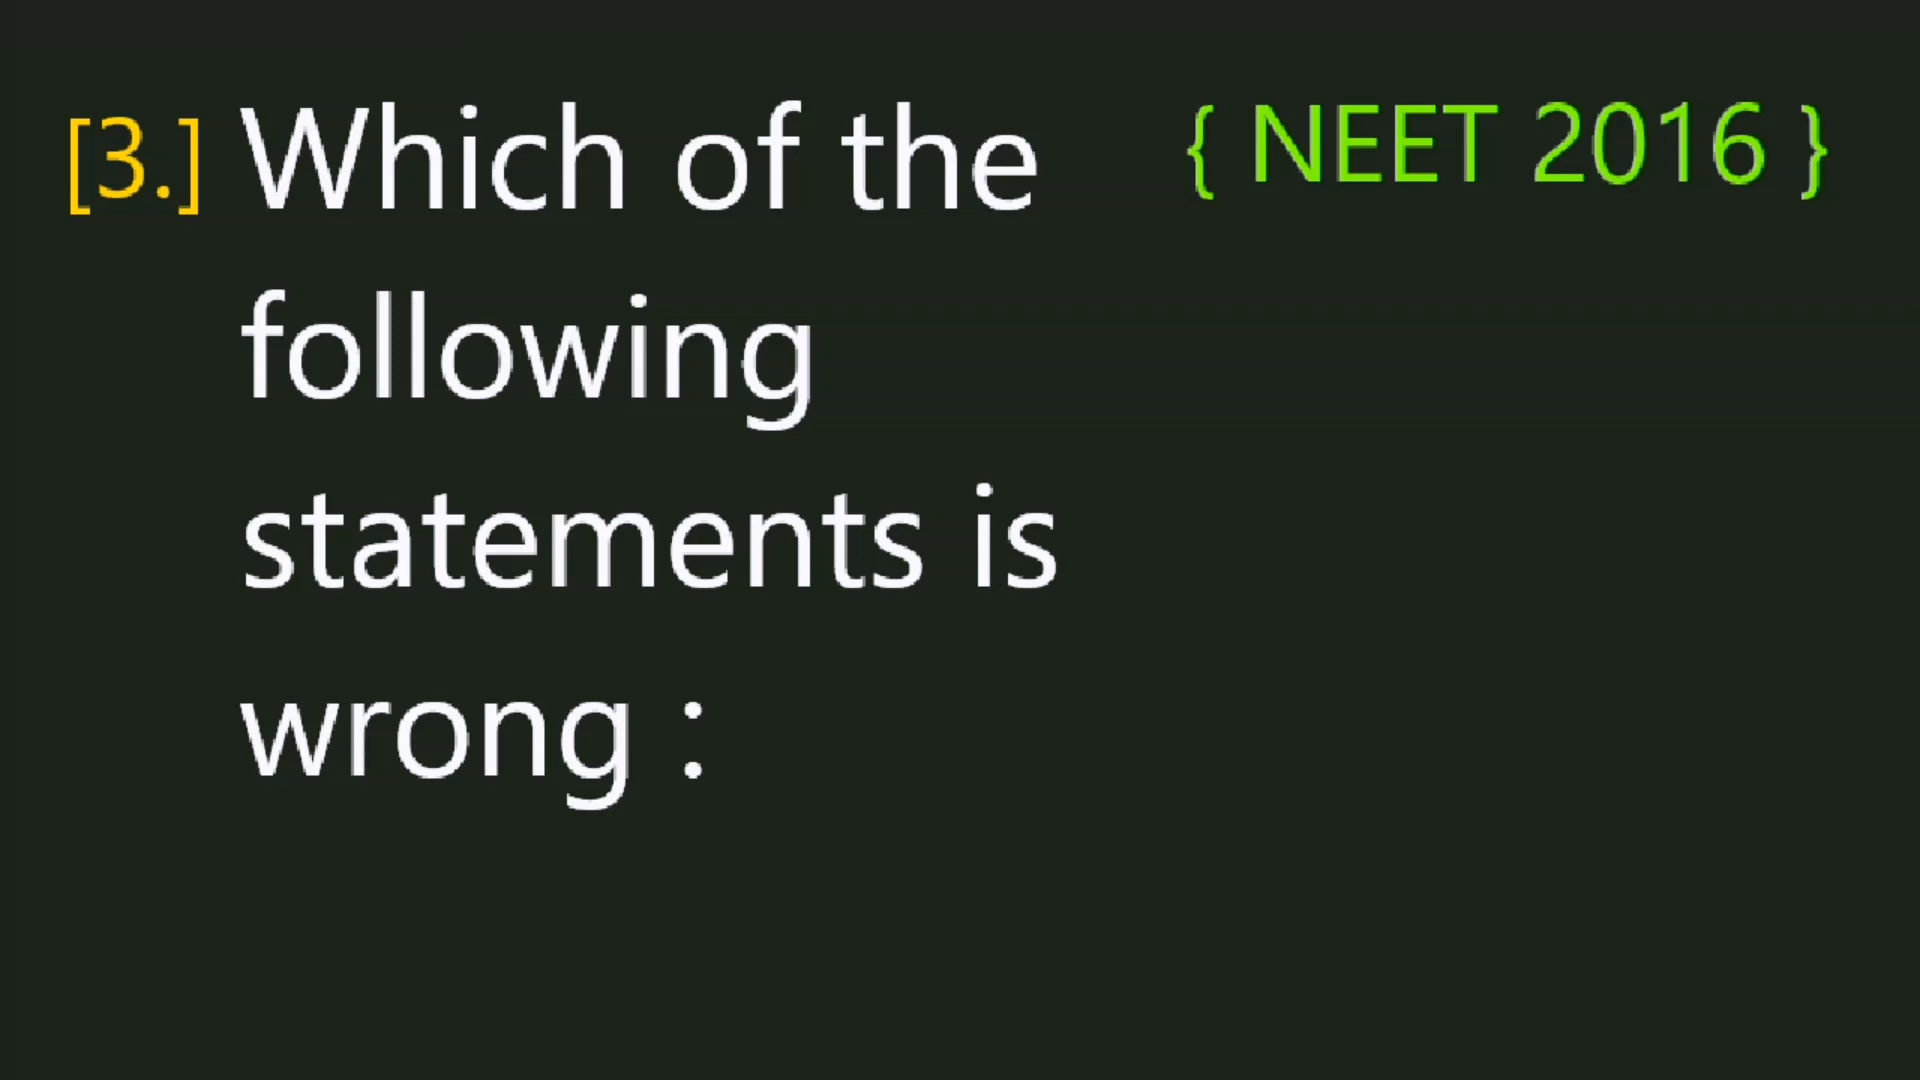 [3.] Which of the { NEET 2016 }
following
statements is
wrong :